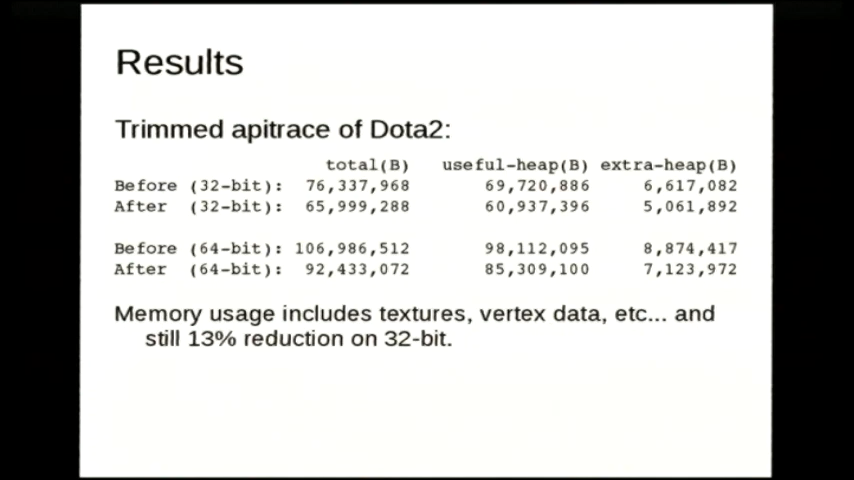 Results
Trimmed apitrace of Dota2:
total(B) useful-heap(B) extra-heap(B)
Before (32-bit): 76,337,968 69,720,886 6,617,082
After (32-bit): 65,999,288 60,937,396 5,061,892
Before (64-bit): 106,986,512 98,112,095 8,874,417
After (64-bit): 92,433,072 85,309,100 7,123,972
Memory usage includes textures, vertex data, etc... and
still 13% reduction on 32-bit.